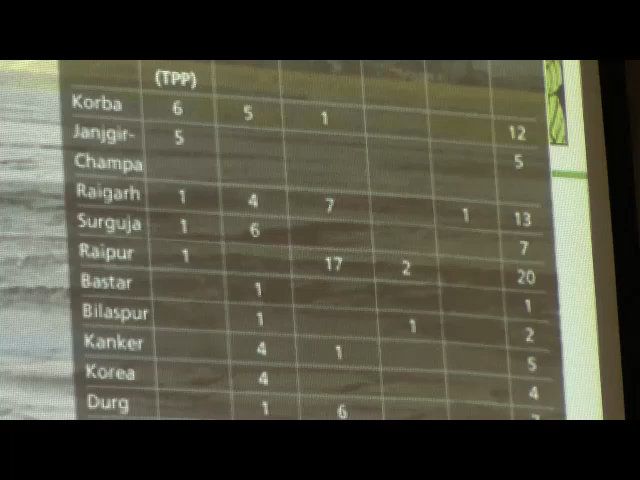 (TPP)
Korba 6 5 1 12
Janjgir- 5 5
Champa
Raigarh 1 4 7 1 13
Surguja 1 6 7
Raipur 1 17 2 20
Bastar 1 1
Bilaspur 1 1 2
Kanker 4 1 5
Korea 4 4
Durg 1 6